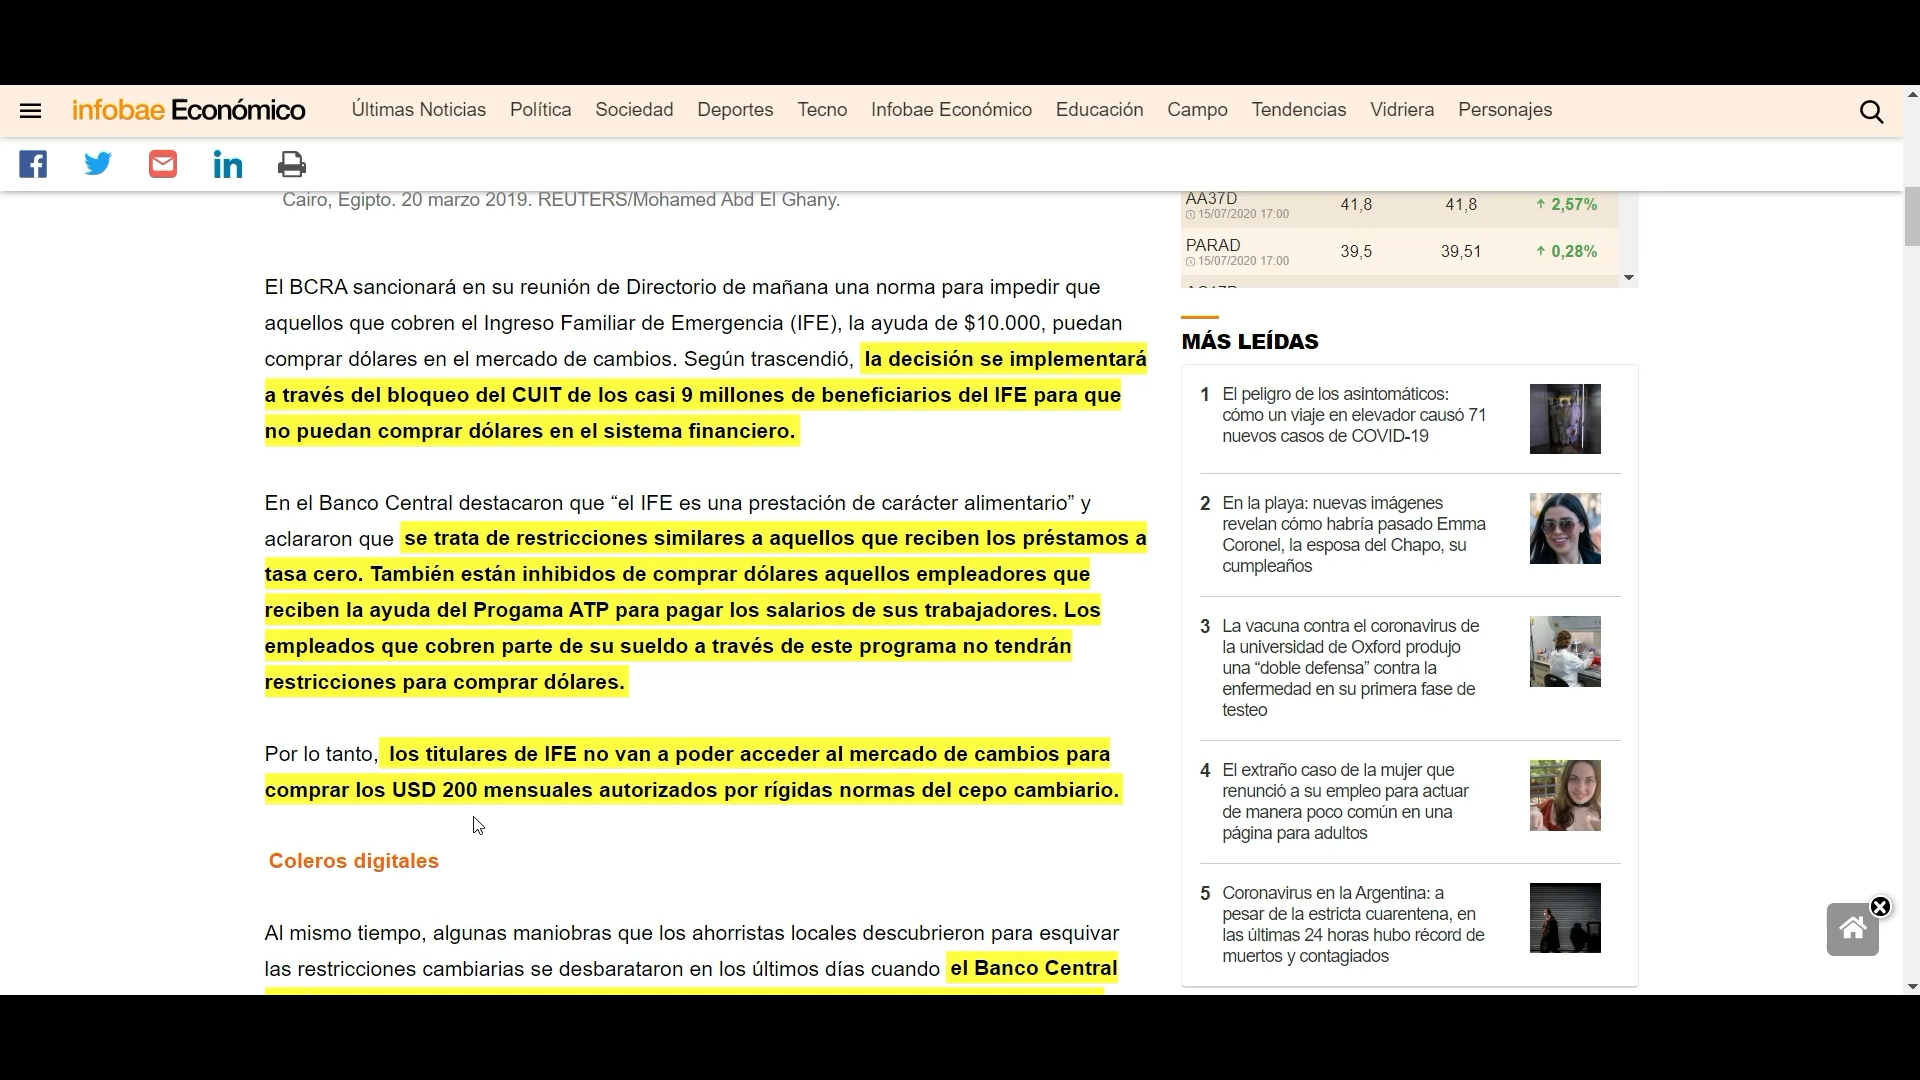 infobae Económico
Últimas Noticias Política Sociedad Deportes Tecno Infobae Económico Educación Campo Tendencias Vidriera Personajes
Cairo, Egipto. 20 marzo 2019. REUTERS/Mohamed Abd El Ghany.
El BCRA sancionará en su reunión de Directorio de mañana una norma para impedir que
aquellos que cobren el Ingreso Familiar de Emergencia (IFE), la ayuda de $10.000, puedan
comprar dólares en el mercado de cambios. Según trascendió, la decisión se implementará
a través del bloqueo del CUIT de los casi 9 millones de beneficiarios del IFE para que
no puedan comprar dólares en el sistema financiero.
En el Banco Central destacaron que “el IFE es una prestación de carácter alimentario” y
aclararon que se trata de restricciones similares a aquellos que reciben los préstamos a
tasa cero. También están inhibidos de comprar dólares aquellos empleadores que
reciben la ayuda del Progama ATP para pagar los salarios de sus trabajadores. Los
empleados que cobren parte de su sueldo a través de este programa no tendrán
restricciones para comprar dólares.
Por lo tanto, los titulares de IFE no van a poder acceder al mercado de cambios para
comprar los USD 200 mensuales autorizados por rígidas normas del cepo cambiario.
Coleros digitales
Al mismo tiempo, algunas maniobras que los ahorristas locales descubrieron para esquivar
las restricciones cambiarias se desbarataron en los últimos días cuando el Banco Central
AA37D 41,8 41,8 2,57%
15/07/2020 17:00
PARAD 39,5 39,51 0,28%
15/07/2020 17:00
MÁS LEÍDAS
1 El peligro de los asintomáticos:
cómo un viaje en elevador causó 71
nuevos casos de COVID-19
2 En la playa: nuevas imágenes
revelan cómo habría pasado Emma
Coronel, la esposa del Chapo, su
cumpleaños
3 La vacuna contra el coronavirus de
la universidad de Oxford produjo
una “doble defensa” contra la
enfermedad en su primera fase de
testeo
4 El extraño caso de la mujer que
renunció a su empleo para actuar
de manera poco común en una
página para adultos
5 Coronavirus en la Argentina: a
pesar de la estricta cuarentena, en
las últimas 24 horas hubo récord de
muertos y contagiados